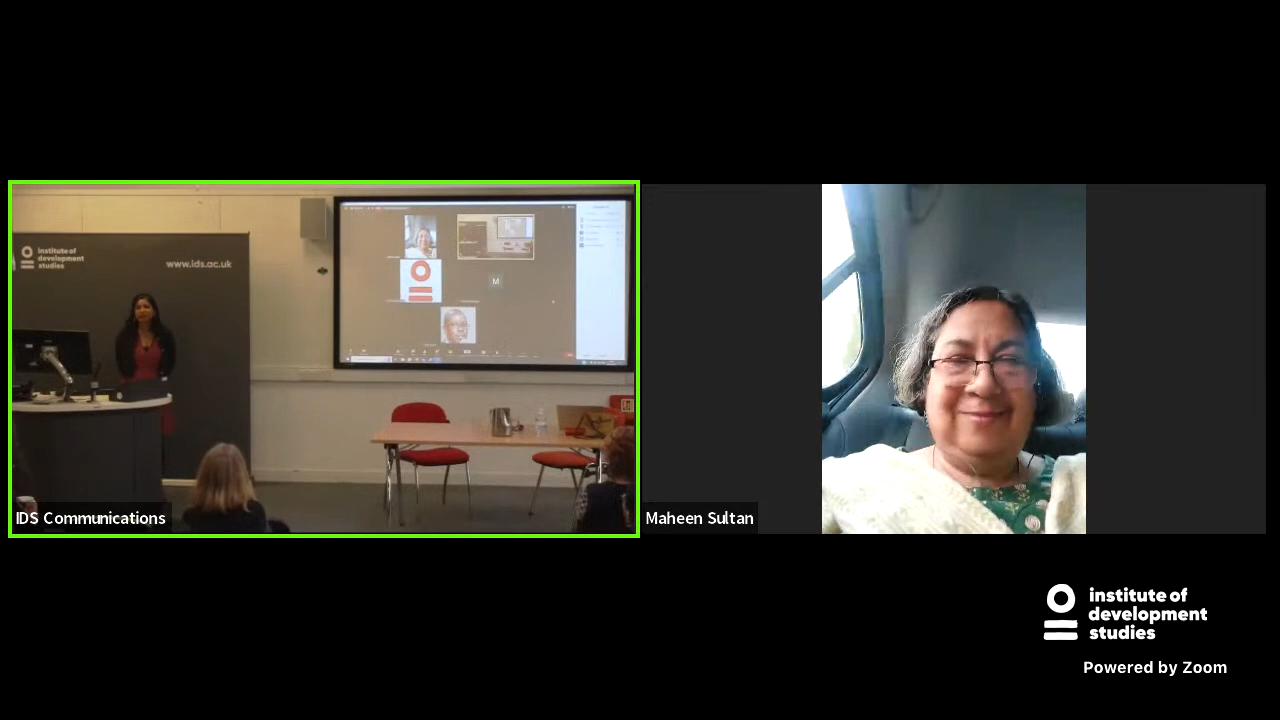 institute of
development
studies
www.ids.ac.uk
M
IDS Communications
Maheen Sultan
institute of
development
studies
Powered by Zoom